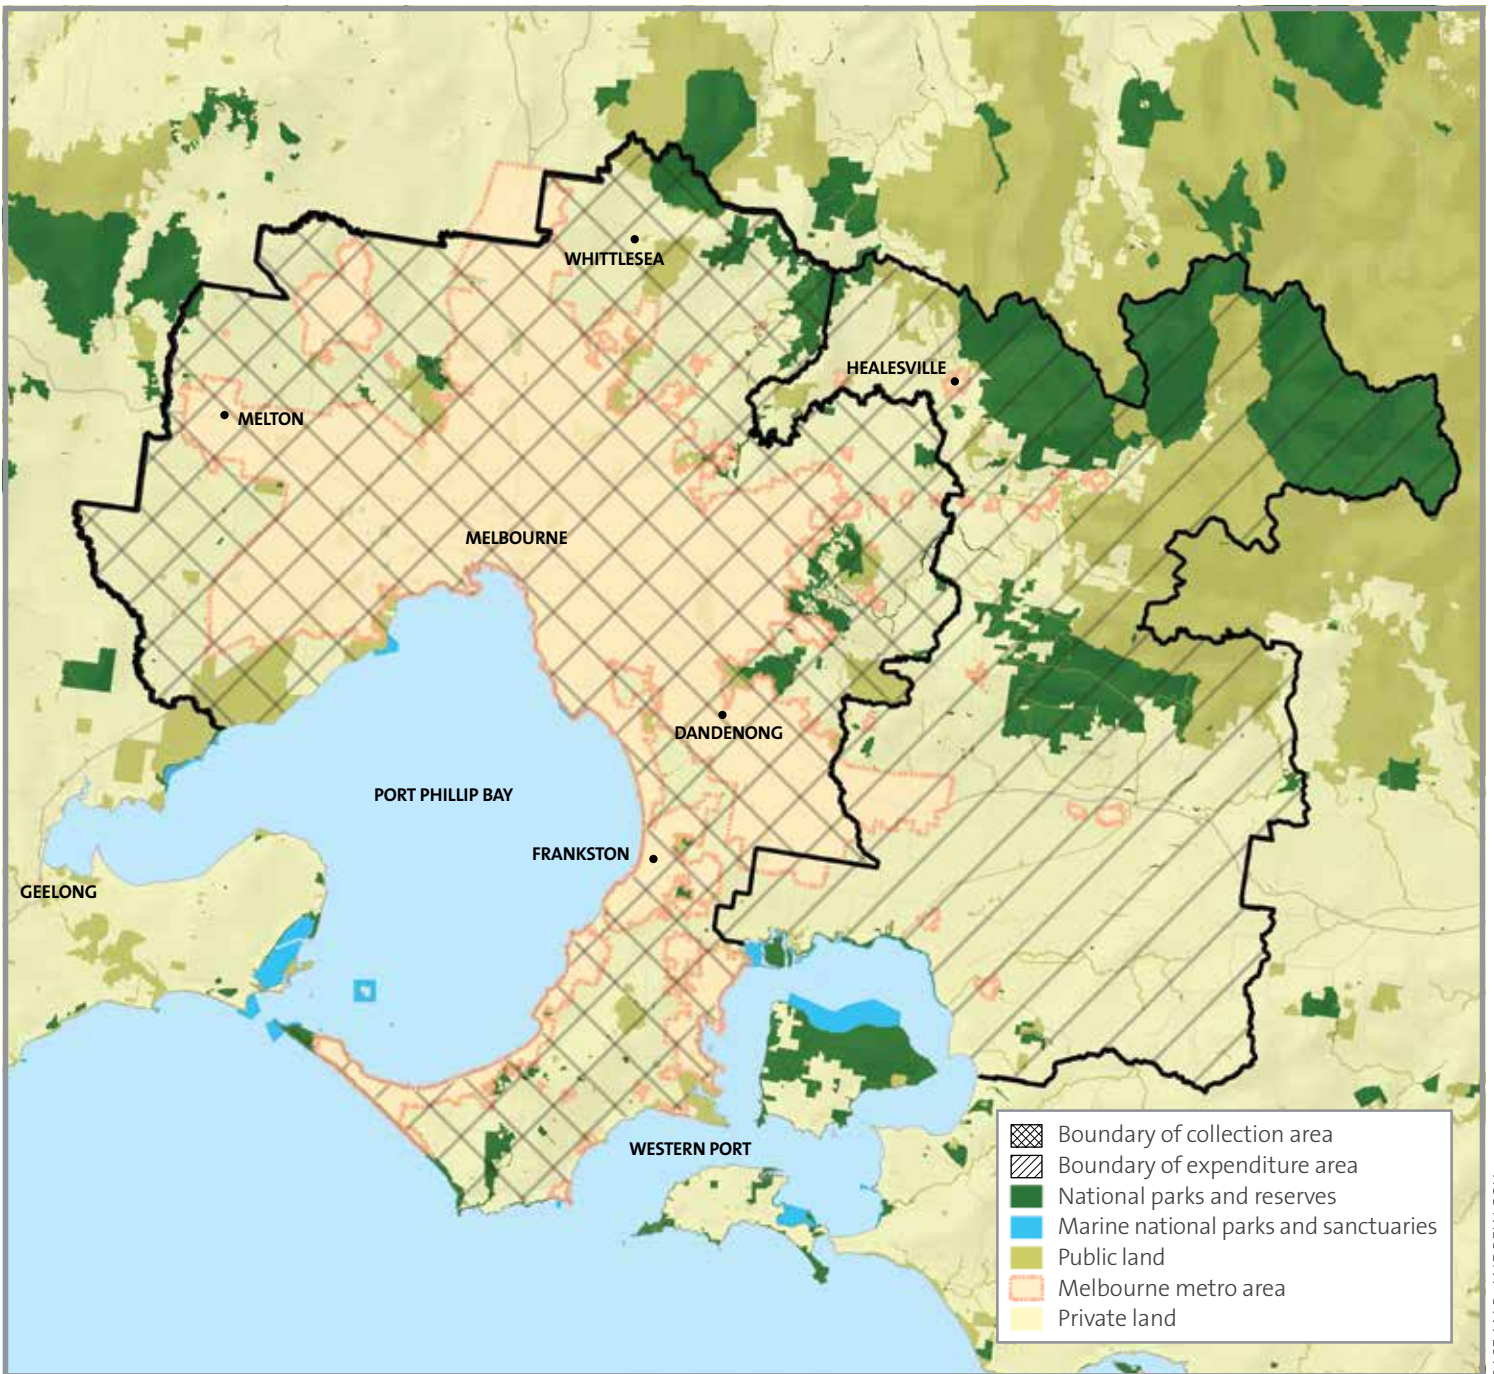 WHITTLESEA
HEALESVILLE
MELTON
MELBOURNE
DANDENONG
PORT PHILLIP BAY
FRANKSTON
GEELONG
WESTERN PORT
Boundary of collection area
Boundary of expenditure area
National parks and reserves
Marine national parks and sanctuaries
Public land
Melbourne metro area
Private land